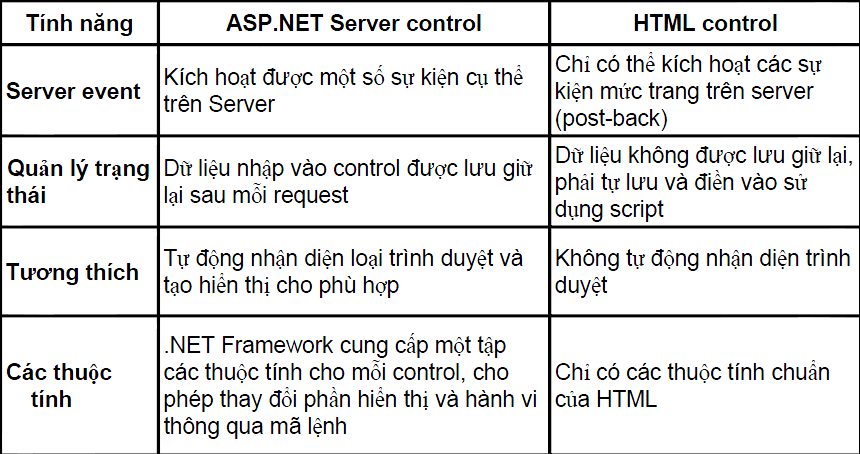 Tính năng
ASP.NET Server control
HTML control
Server event
Kích hoạt được một số sự kiện cụ thể
trên Server
Chỉ có thể kích hoạt các sự
kiện mức trang trên server
(post-back)
Quản lý trạng
thái
Dữ liệu nhập vào control được lưu giữ
lại sau mỗi request
Dữ liệu không được lưu giữ lại,
phải tự lưu và điền vào sử
dụng script
Tương thích
Tự động nhận diện loại trình duyệt và
tạo hiển thị cho phù hợp
Không tự động nhận diện trình
duyệt
Các thuộc
tính
.NET Framework cung cấp một tập
các thuộc tính cho mỗi control, cho
phép thay đổi phần hiển thị và hành vi
thông qua mã lệnh
Chỉ có các thuộc tính chuẩn
của HTML